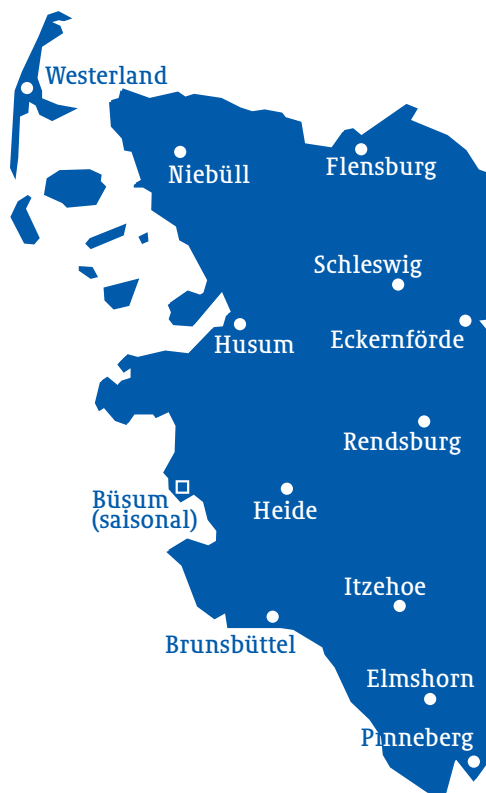 Westerland
Niebüll
Flensburg
Schleswig
Husum
Eckernförde
Rendsburg
Büsum
(saisonal)
Heide
Itzehoe
Brunsbüttel
Elmshorn
Pinneberg